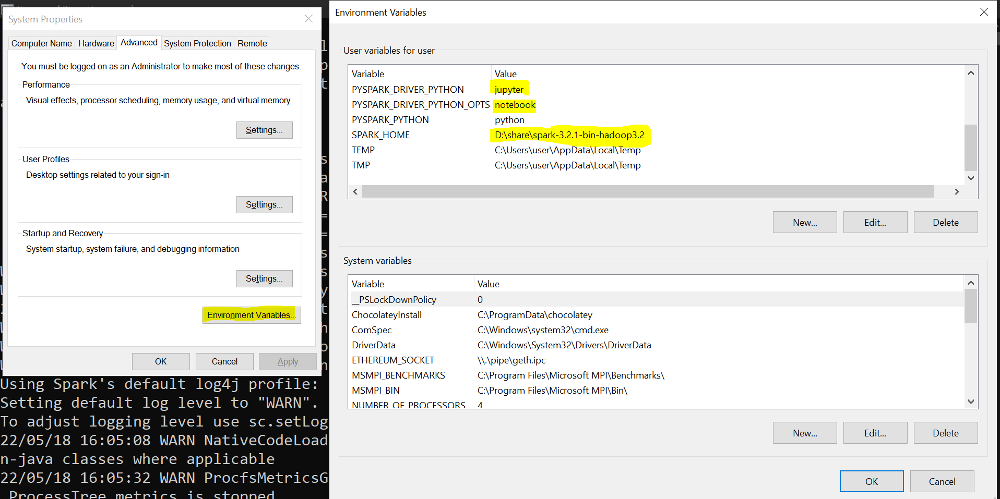 System Properties
Computer Name Hardware Advanced System Protection Remote
You must be logged on as an Administrator to make most of these changes.
Performance
Visual effects, processor scheduling, memory usage, and virtual memory
Settings...
User Profiles
Desktop settings related to your sign-in
Settings...
Startup and Recovery
System startup, system failure, and debugging information
Settings...
Environment Variables...
OK Cancel Apply
Using Spark's default log4j profile:
Setting default log level to "WARN".
To adjust logging level use sc.setLog
22/05/18 16:05:08 WARN NativeCodeLoad
n-java classes where applicable
22/05/18 16:05:32 WARN ProcfsMetricsG
ProcessTree metrics is stopped
Environment Variables
User variables for user
Variable Value
PYSPARK_DRIVER_PYTHON jupyter
PYSPARK_DRIVER_PYTHON_OPTS notebook
PYSPARK_PYTHON python
SPARK_HOME D:\share\spark-3.2.1-bin-hadoop3.2
TEMP C:\Users\user\AppData\Local\Temp
TMP C:\Users\user\AppData\Local\Temp
New... Edit... Delete
System variables
Variable Value
__PSLockDownPolicy 0
ChocolateyInstall C:\ProgramData\chocolatey
ComSpec C:\Windows\system32\cmd.exe
DriverData C:\Windows\System32\Drivers\DriverData
ETHEREUM_SOCKET \\.\pipe\geth.ipc
MSMPI_BENCHMARKS C:\Program Files\Microsoft MPI\Benchmarks\
MSMPI_BIN C:\Program Files\Microsoft MPI\Bin\
NUMBER_OF_PROCESSORS 4
New... Edit... Delete
OK Cancel